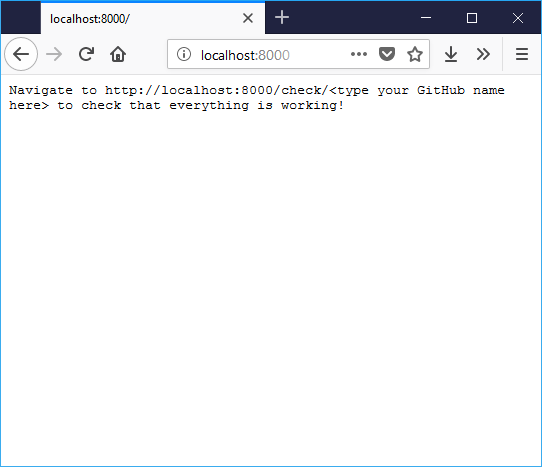 localhost:8000/
localhost:8000
Navigate to http://localhost:8000/check/<type your GitHub name
here> to check that everything is working!